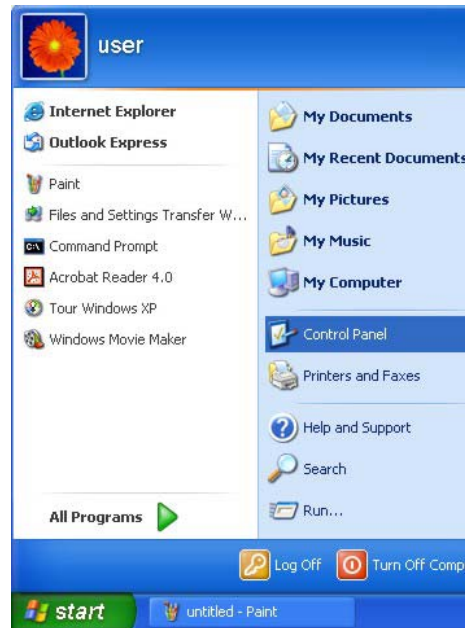 user
Internet Explorer
Outlook Express
Paint
Files and Settings Transfer W...
Command Prompt
Acrobat Reader 4.0
Tour Windows XP
Windows Movie Maker
All Programs
My Documents
My Recent Documents
My Pictures
My Music
My Computer
Control Panel
Printers and Faxes
Help and Support
Search
Run...
Log Off
Turn Off Comp
start
untitled - Paint